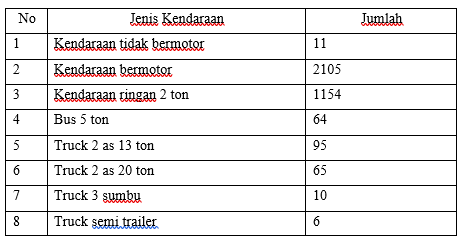 No Jenis Kendaraan Jumlah
1 Kendaraan tidak bermotor 11
2 Kendaraan bermotor 2105
3 Kendaraan ringan 2 ton 1154
4 Bus 5 ton 64
5 Truck 2 as 13 ton 95
6 Truck 2 as 20 ton 65
7 Truck 3 sumbu 10
8 Truck semi trailer 6